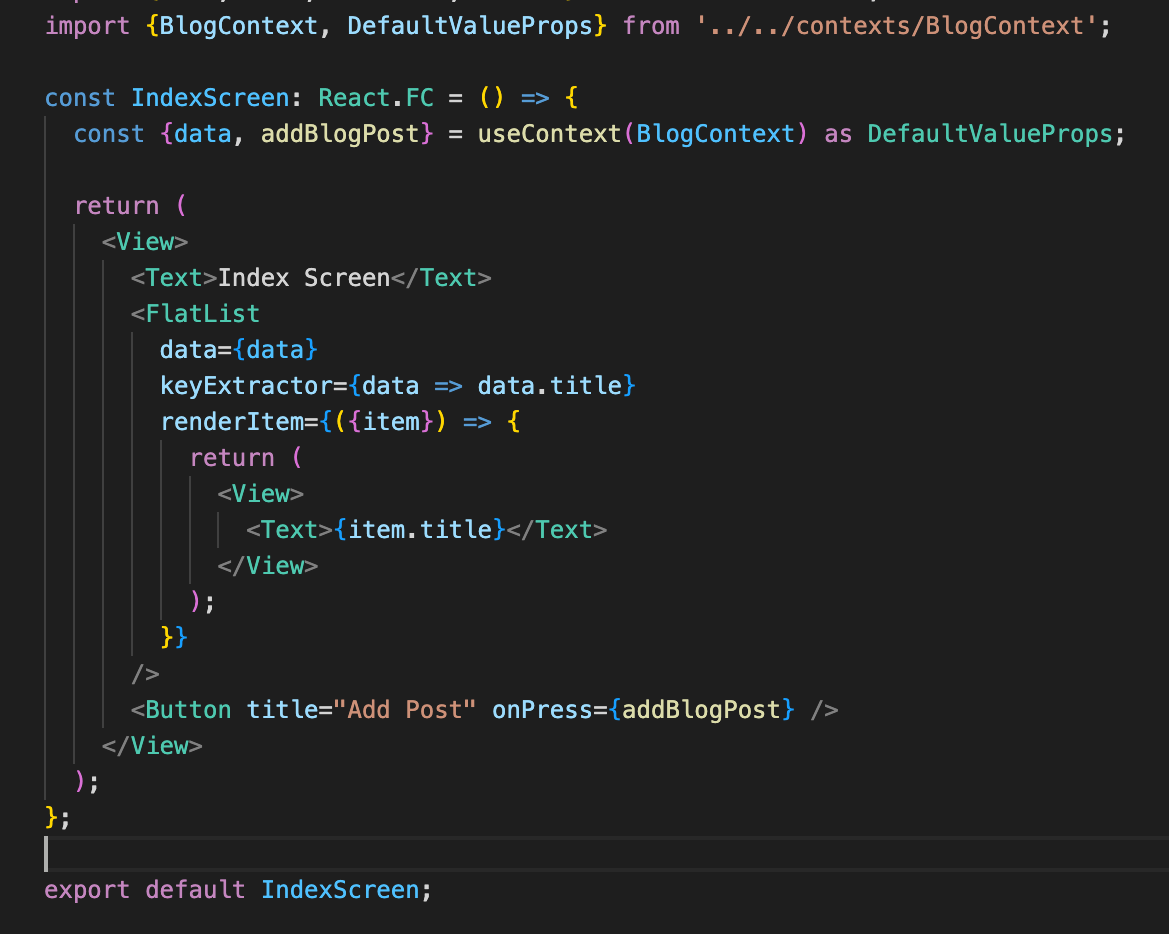 import {BlogContext, DefaultValueProps} from '../../contexts/BlogContext';
const IndexScreen: React.FC = () => {
const {data, addBlogPost} = useContext(BlogContext) as DefaultValueProps;
return (
<View>
<Text>Index Screen</Text>
<FlatList
data={data}
keyExtractor={data => data.title}
renderItem={({item}) => {
return (
<View>
<Text>{item.title}</Text>
</View>
);
}}
/>
<Button title="Add Post" onPress={addBlogPost} />
</View>
);
};
export default IndexScreen;